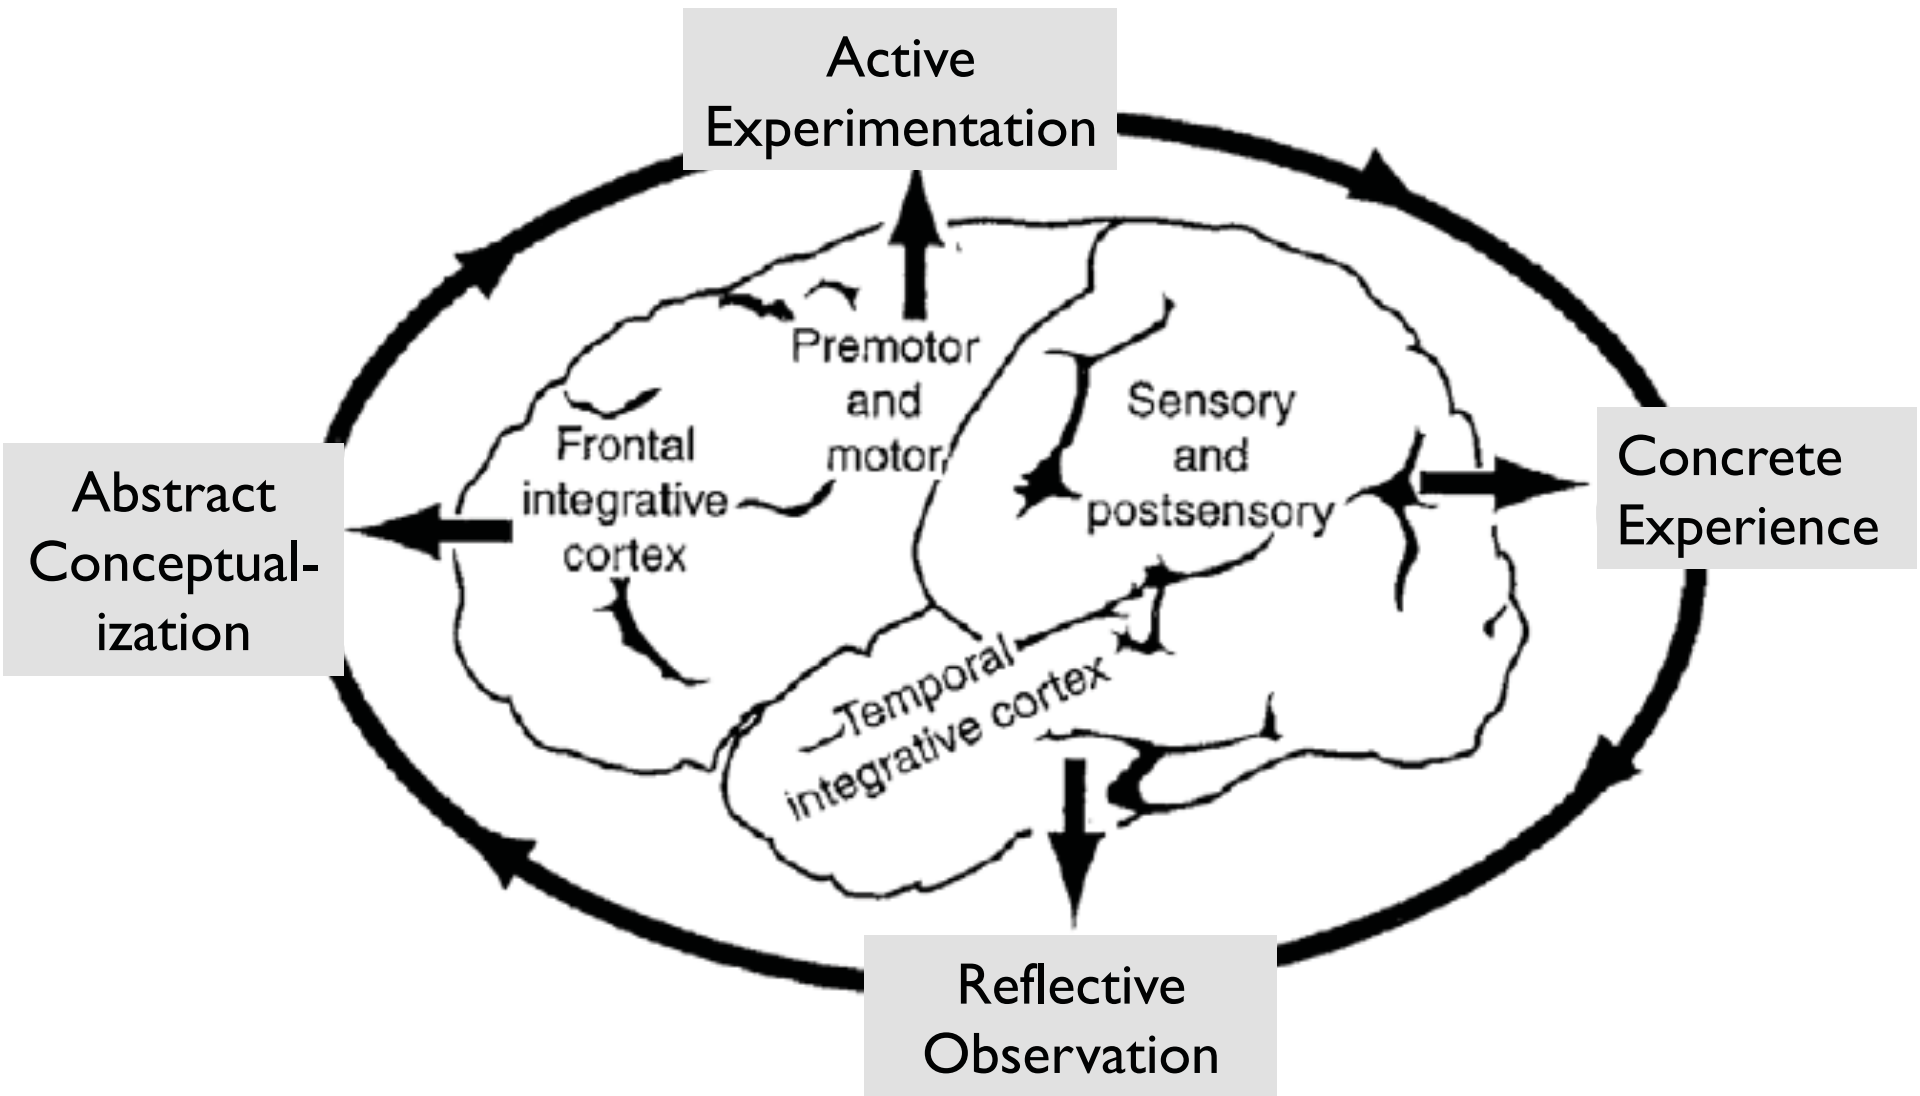 Active
Experimentation
Premotor
and
motor
Sensory
and
postsensory
Frontal
integrative
cortex
Concrete
Experience
Abstract
Conceptual-
ization
Temporal
integrative cortex
Reflective
Observation